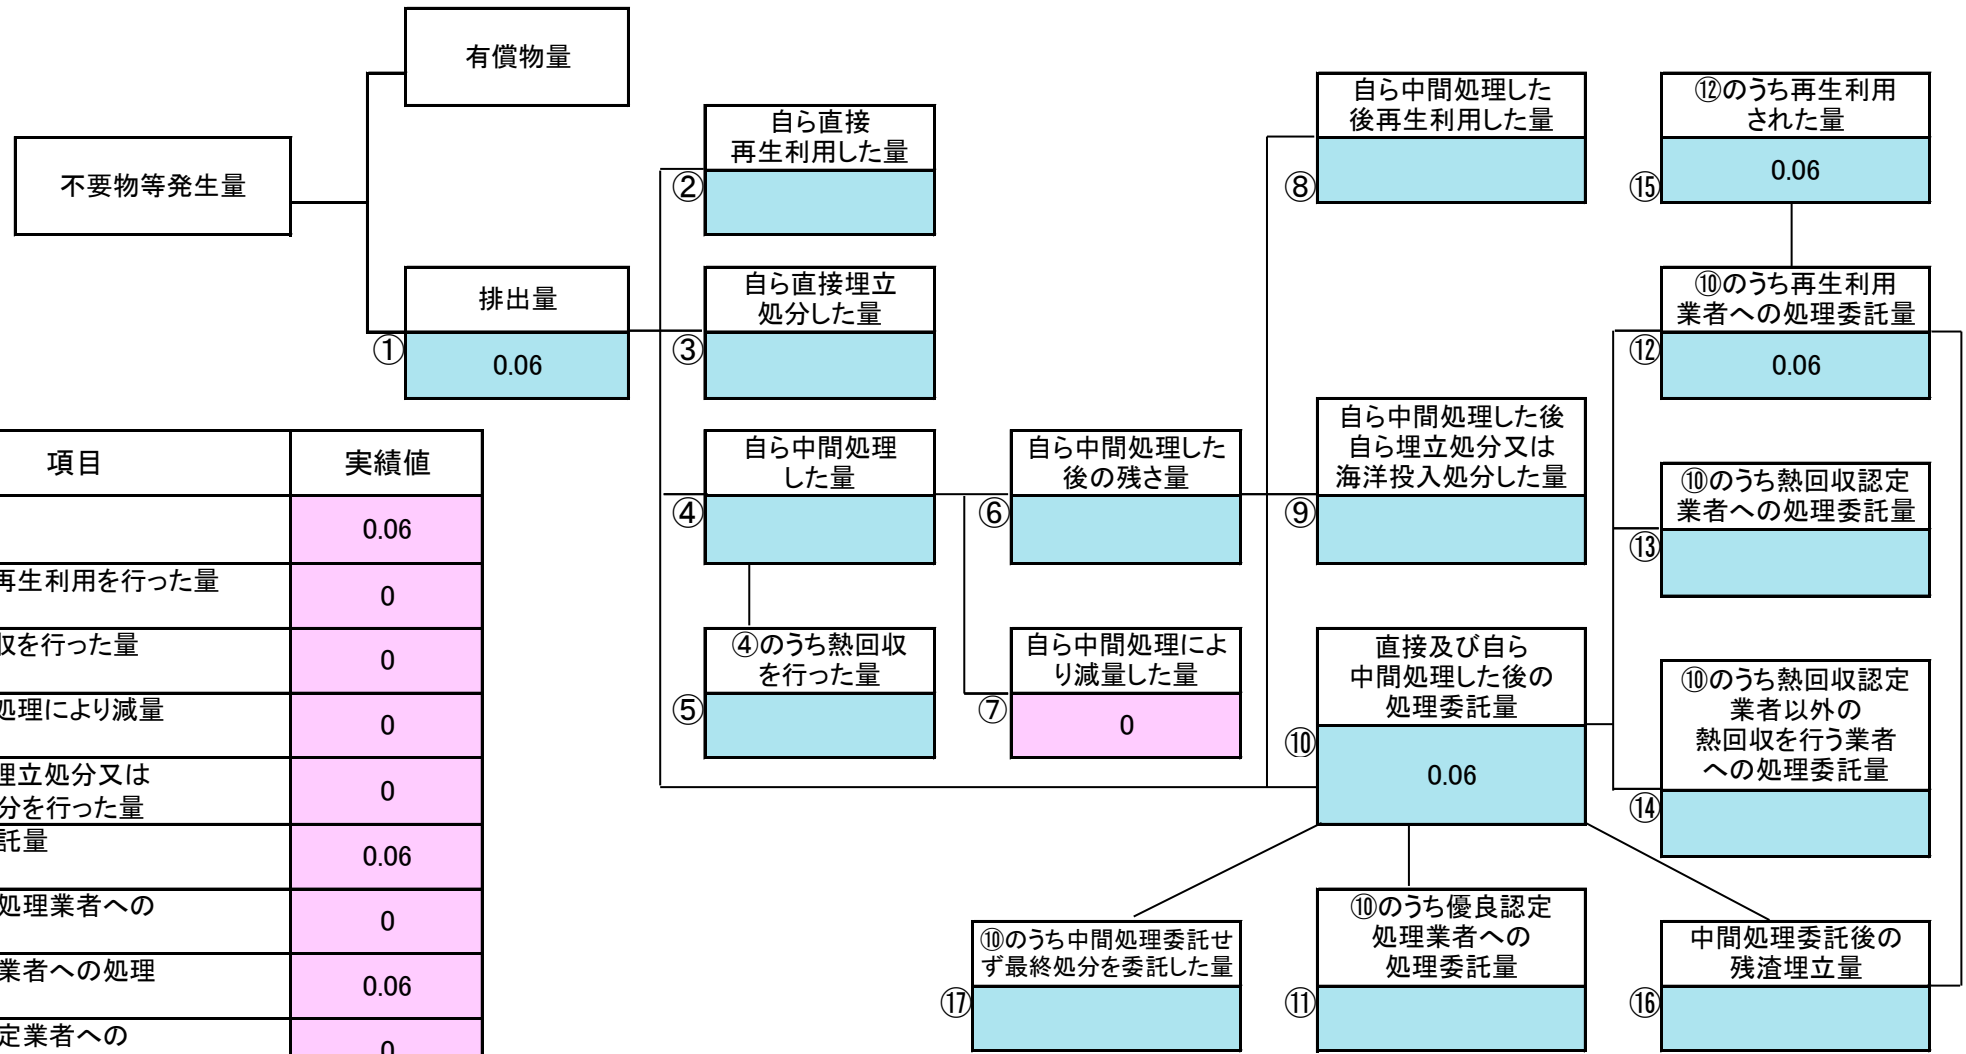 有償物量
不要物等発生量
排出量
①
0.06
自ら直接
再生利用した量
②
自ら直接埋立
処分した量
③
自ら中間処理
した量
④
④のうち熱回収
を行った量
⑤
自ら中間処理した
後の残さ量
⑥
自ら中間処理によ
り減量した量
⑦
0
自ら中間処理した
後再生利用した量
⑧
自ら中間処理した後
自ら埋立処分又は
海洋投入処分した量
⑨
直接及び自ら
中間処理した後の
処理委託量
⑩
0.06
⑫のうち再生利用
された量
⑮
0.06
⑩のうち再生利用
業者への処理委託量
⑫
0.06
⑩のうち熱回収認定
業者への処理委託量
⑬
⑩のうち熱回収認定
業者以外の
熱回収を行う業者
への処理委託量
⑭
⑩のうち中間処理委託せ
ず最終処分を委託した量
⑰
⑩のうち優良認定
処理業者への
処理委託量
⑪
中間処理委託後の
残渣埋立量
⑯
項目 実績値
0.06
再生利用を行った量 0
収を行った量 0
処理により減量 0
埋立処分又は
分を行った量 0
託量 0.06
処理業者への 0
業者への処理 0.06
定業者への 0